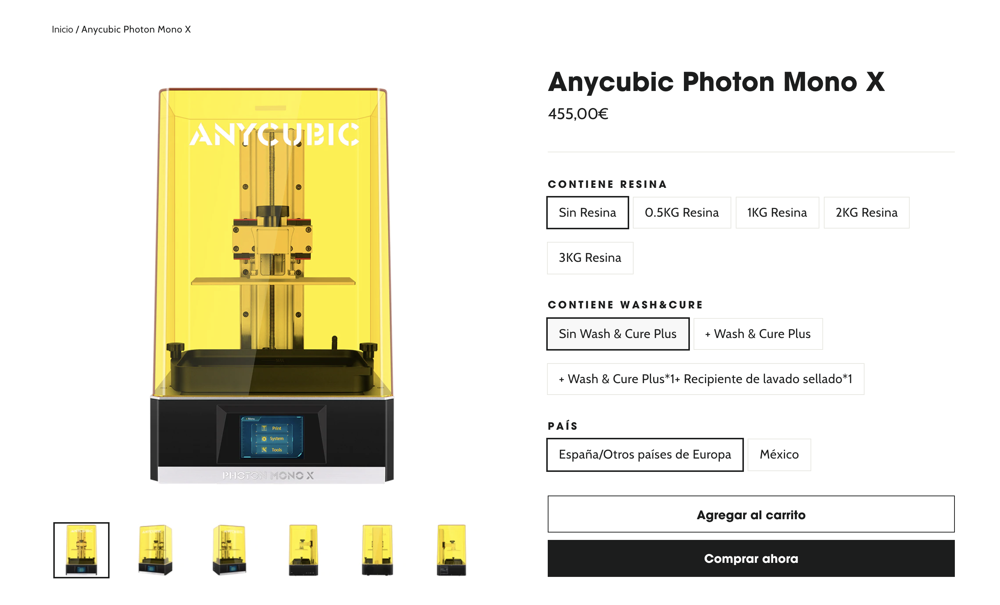 Inicio / Anycubic Photon Mono X
ANYCUBIC
MAX
Menu
Print
System
Tools
PHOTON MONO X
Anycubic Photon Mono X
455,00€
CONTIENE RESINA
Sin Resina
0.5KG Resina
1KG Resina
2KG Resina
3KG Resina
CONTIENE WASH&CURE
Sin Wash & Cure Plus
+ Wash & Cure Plus
+ Wash & Cure Plus*1+ Recipiente de lavado sellado*1
PAÍS
España/Otros países de Europa
México
Agregar al carrito
Comprar ahora